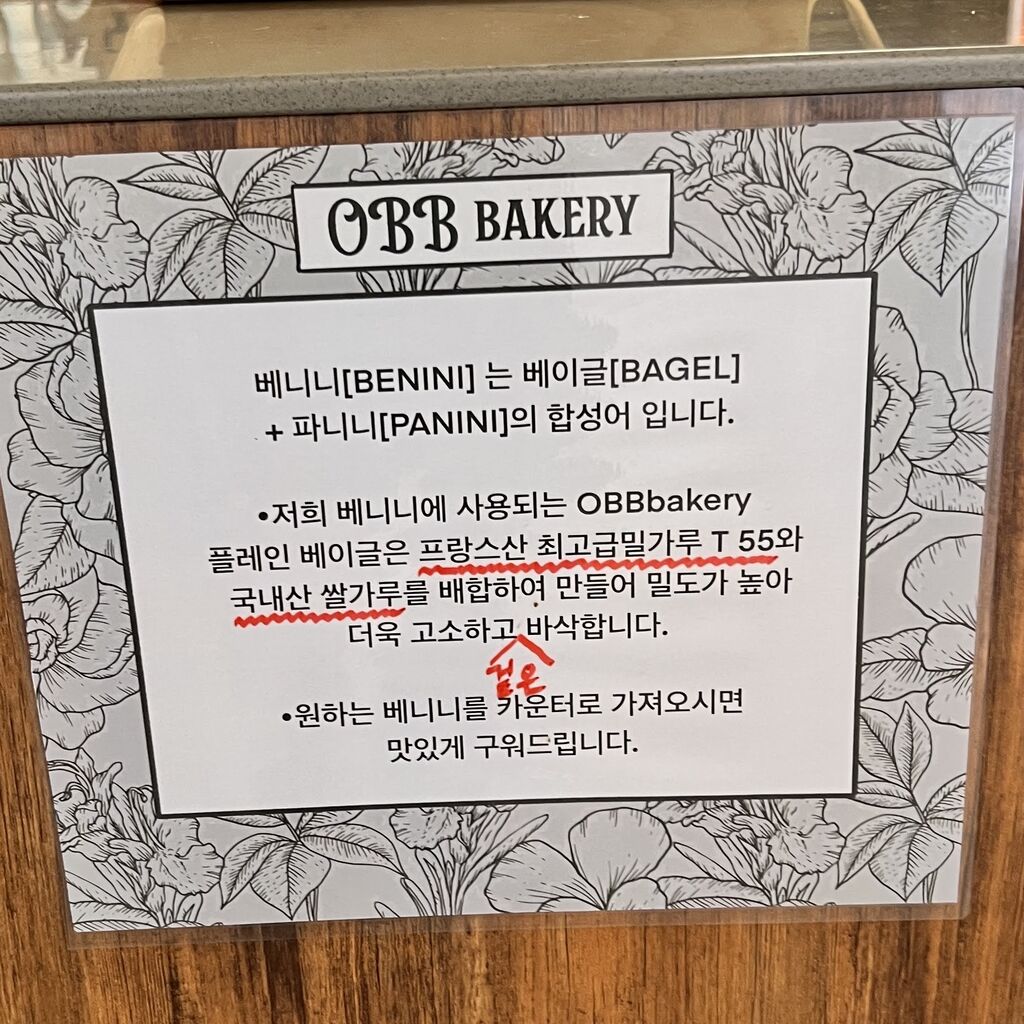 OBB BAKERY
베니니[BENINI] 는 베이글[BAGEL]
+ 파니니[PANINI]의 합성어 입니다.
•저희 베니니에 사용되는 OBBbakery
플레인 베이글은 프랑스산 최고급밀가루 T 55와
국내산 쌀가루를 배합하여 만들어 밀도가 높아
더욱 고소하고 바삭합니다.
겉은
•원하는 베니니를 카운터로 가져오시면
맛있게 구워드립니다.